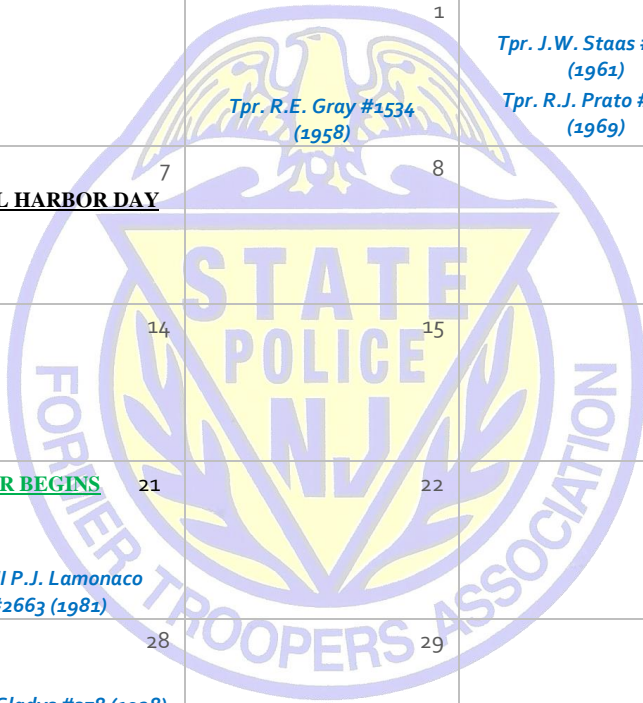 1
Tpr. R.E. Gray #1534
(1958)
Tpr. J.W. Staas #
(1961)
Tpr. R.J. Prato #
(1969)
7
8
HARBOR DAY
14
15
BEGINS
21
22
P.J. Lamonaco
#2663 (1981)
28
29
STATE
POLICE
NJ
FORMER TROOPERS ASSOCIATION